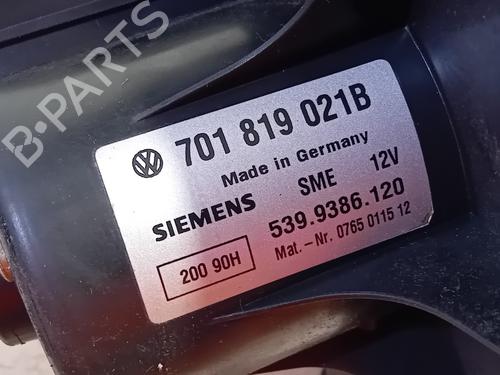 B-PARTS
701 819 021B
Made in Germany
SIEMENS SME 12V
539.9386.120
200 90H
Mat.-Nr. 0765 0115 12